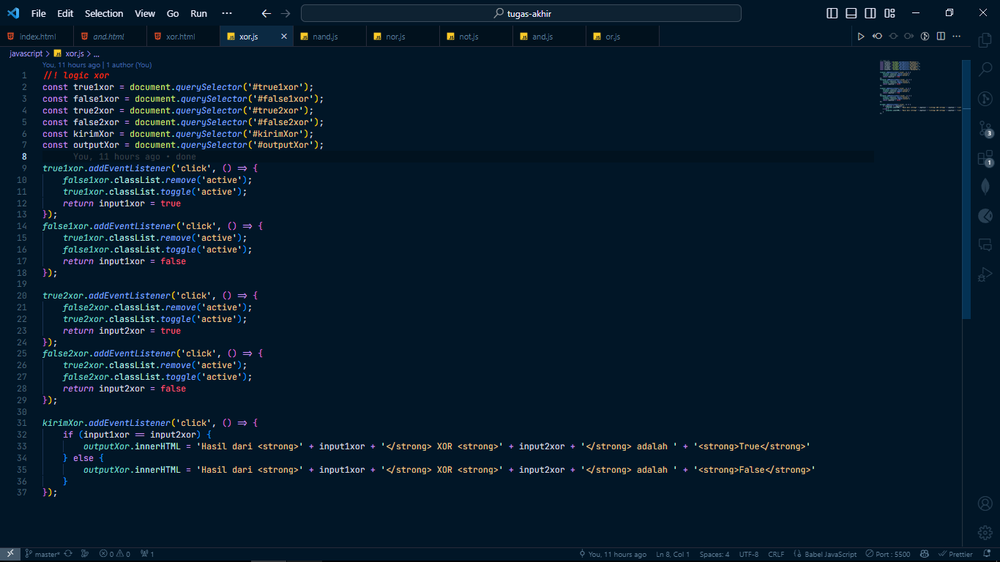 File Edit Selection View Go Run ··· tugas-akhir
index.html and.html xor.html xor.js nand.js nor.js not.js and.js or.js
javascript > xor.js > ...
You, 11 hours ago | 1 author (You)
1 //! logic xor
2 const true1xor = document.querySelector('#true1xor');
3 const false1xor = document.querySelector('#false1xor');
4 const true2xor = document.querySelector('#true2xor');
5 const false2xor = document.querySelector('#false2xor');
6 const kirimXor = document.querySelector('#kirimXor');
7 const outputXor = document.querySelector('#outputXor');
8 You, 11 hours ago • done
9 true1xor.addEventListener('click', () => {
10 false1xor.classList.remove('active');
11 true1xor.classList.toggle('active');
12 return input1xor = true
13 });
14 false1xor.addEventListener('click', () => {
15 true1xor.classList.remove('active');
16 false1xor.classList.toggle('active');
17 return input1xor = false
18 });
19
20 true2xor.addEventListener('click', () => {
21 false2xor.classList.remove('active');
22 true2xor.classList.toggle('active');
23 return input2xor = true
24 });
25 false2xor.addEventListener('click', () => {
26 true2xor.classList.remove('active');
27 false2xor.classList.toggle('active');
28 return input2xor = false
29 });
30
31 kirimXor.addEventListener('click', () => {
32 if (input1xor == input2xor) {
33 outputXor.innerHTML = 'Hasil dari <strong>' + input1xor + '</strong> XOR <strong>' + input2xor + '</strong> adalah ' + '<strong>True</strong>'
34 } else {
35 outputXor.innerHTML = 'Hasil dari <strong>' + input1xor + '</strong> XOR <strong>' + input2xor + '</strong> adalah ' + '<strong>False</strong>'
36 }
37 });
3
1
master* 0 0 1 You, 11 hours ago Ln 8, Col 1 Spaces: 4 UTF-8 CRLF Babel JavaScript Port : 5500 Prettier